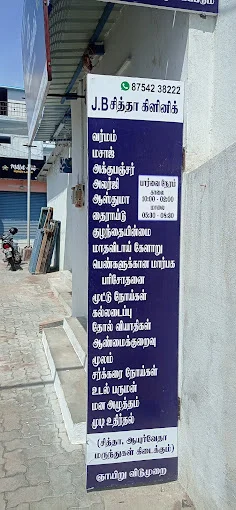 87542 38222
J.B சித்தா கிளினிக்
வர்மம்
மசாஜ்
அக்குபஞ்சர்
அலர்ஜி
ஆஸ்துமா
தைராய்டு
குழந்தையின்மை
மாதவிடாய் கோளாறு
பெண்களுக்கான மார்பக
பரிசோதனை
மூட்டு நோய்கள்
கல்லடைப்பு
தோல் வியாதிகள்
ஆண்மைக்குறைவு
மூலம்
சர்க்கரை நோய்கள்
உடல் பருமன்
மன அழுத்தம்
முடி உதிர்தல்
பார்வை நேரம்
காலை
10:00 - 02:00
மாலை
05:30 - 08:30
(சித்தா, ஆயுர்வேதா
மருந்துகள் கிடைக்கும்)
ஞாயிறு விடுமுறை